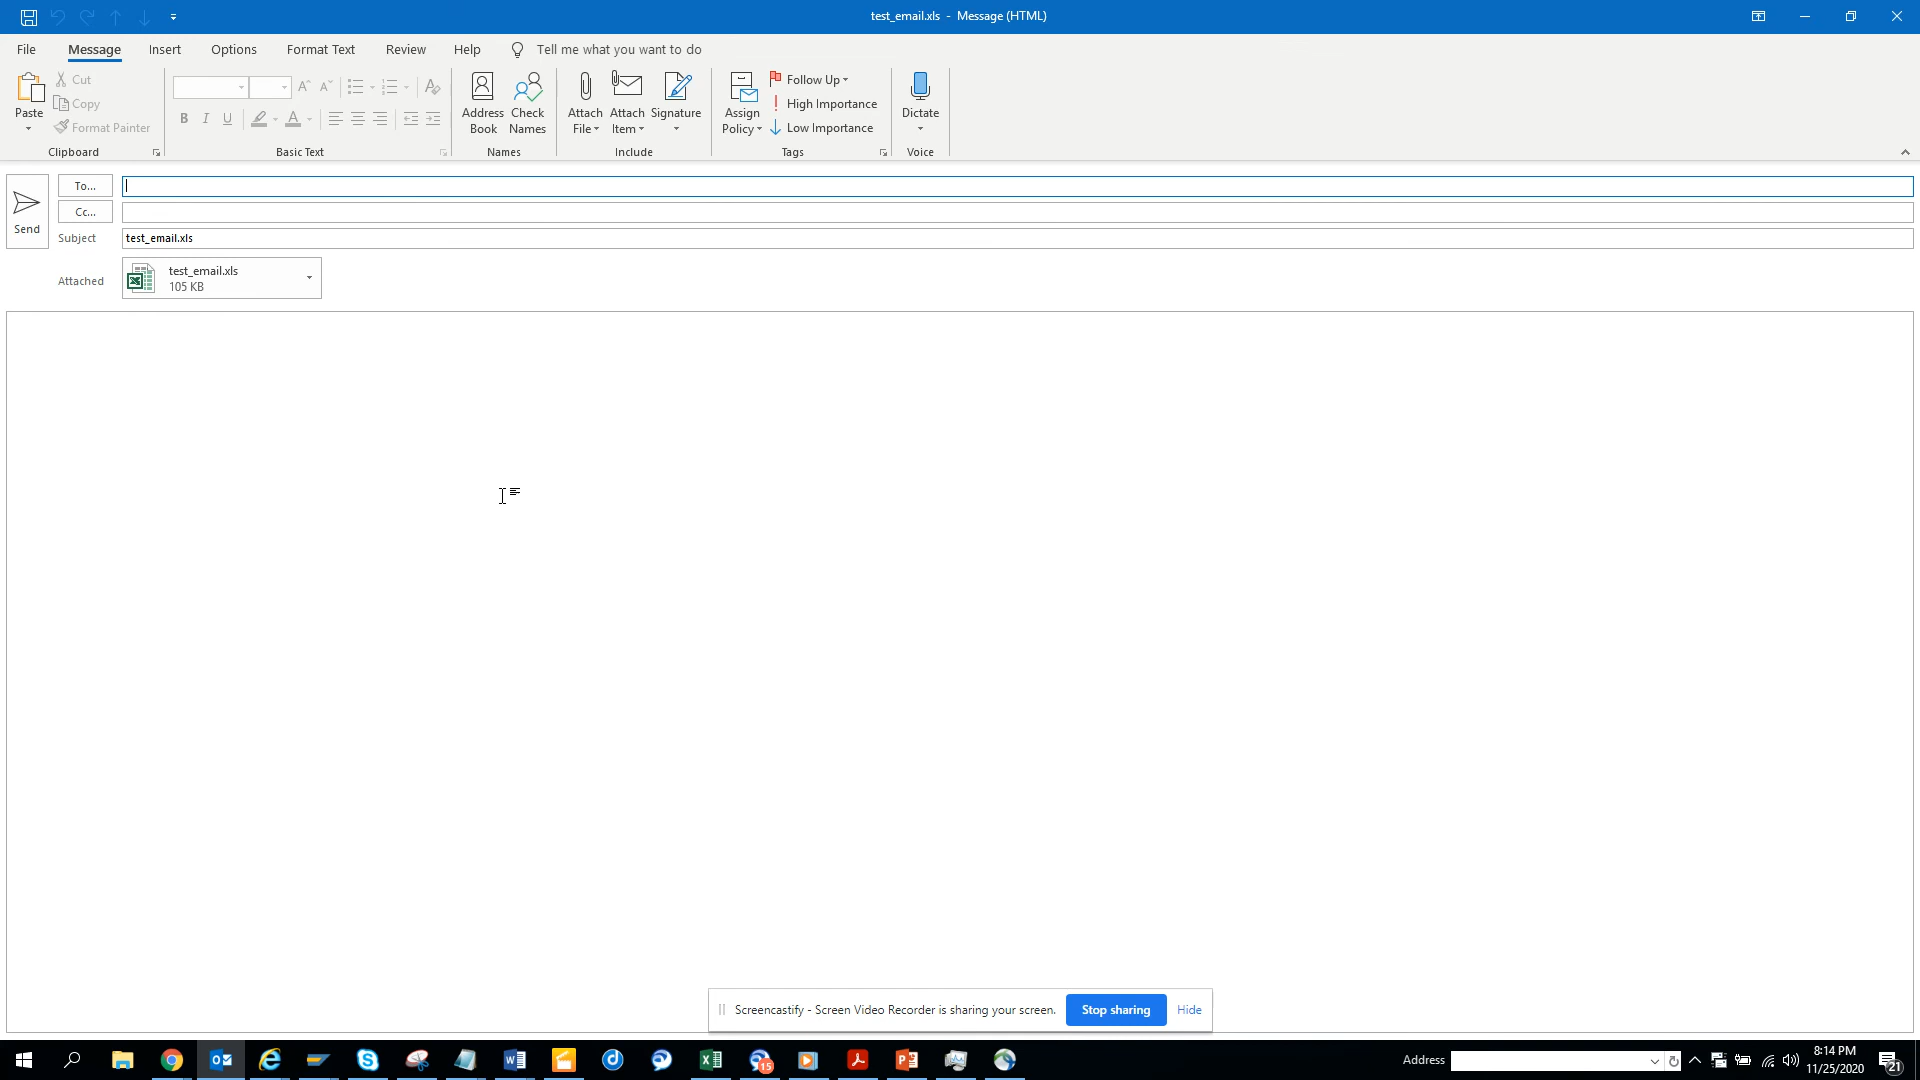 test_email.xls - Message (HTML)
File Message Insert Options Format Text Review Help Tell me what you want to do
Paste
Cut
Copy
Format Painter
Clipboard
B I U A
Basic Text
Address Book
Check Names
Names
Attach File
Attach Item
Signature
Include
Assign Policy
Follow Up
High Importance
Low Importance
Tags
Dictate
Voice
Send
To...
Cc...
Subject test_email.xls
Attached
test_email.xls
105 KB
Screencastify - Screen Video Recorder is sharing your screen. Stop sharing Hide
15
Address
8:14 PM
11/25/2020
21